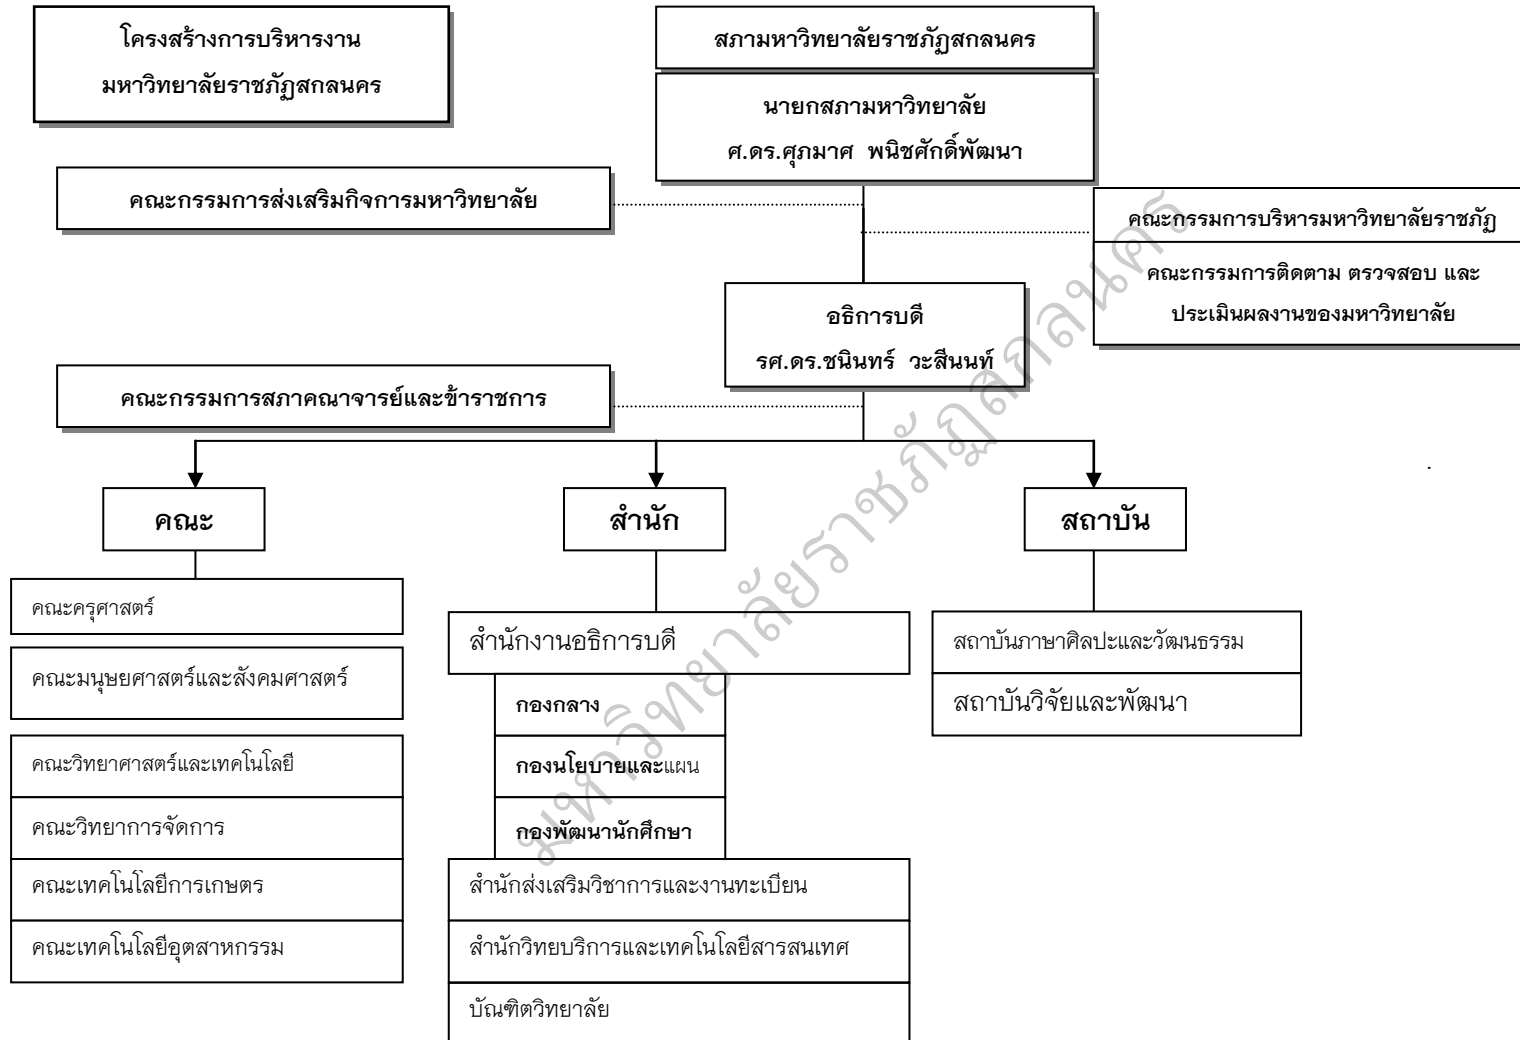 โครงสร้างการบริหารงาน
มหาวิทยาลัยราชภัฏสกลนคร
สภามหาวิทยาลัยราชภัฏสกลนคร
นายกสภามหาวิทยาลัย
ศ.ดร.ศุภมาศ พนิชศักดิ์พัฒนา
คณะกรรมการส่งเสริมกิจการมหาวิทยาลัย
คณะกรรมการบริหารมหาวิทยาลัยราชภัฏ
คณะกรรมการติดตาม ตรวจสอบ และ
ประเมินผลงานของมหาวิทยาลัย
อธิการบดี
รศ.ดร.ชนินทร์ วะสีนนท์
คณะกรรมการสภาคณาจารย์และข้าราชการ
คณะ
สำนัก
สถาบัน
คณะครุศาสตร์
คณะมนุษยศาสตร์และสังคมศาสตร์
คณะวิทยาศาสตร์และเทคโนโลยี
คณะวิทยาการจัดการ
คณะเทคโนโลยีการเกษตร
คณะเทคโนโลยีอุตสาหกรรม
สำนักงานอธิการบดี
กองกลาง
กองนโยบายและแผน
กองพัฒนานักศึกษา
สำนักส่งเสริมวิชาการและงานทะเบียน
สำนักวิทยบริการและเทคโนโลยีสารสนเทศ
บัณฑิตวิทยาลัย
สถาบันภาษาศิลปะและวัฒนธรรม
สถาบันวิจัยและพัฒนา
มหาวิทยาลัยราชภัฏสกลนคร